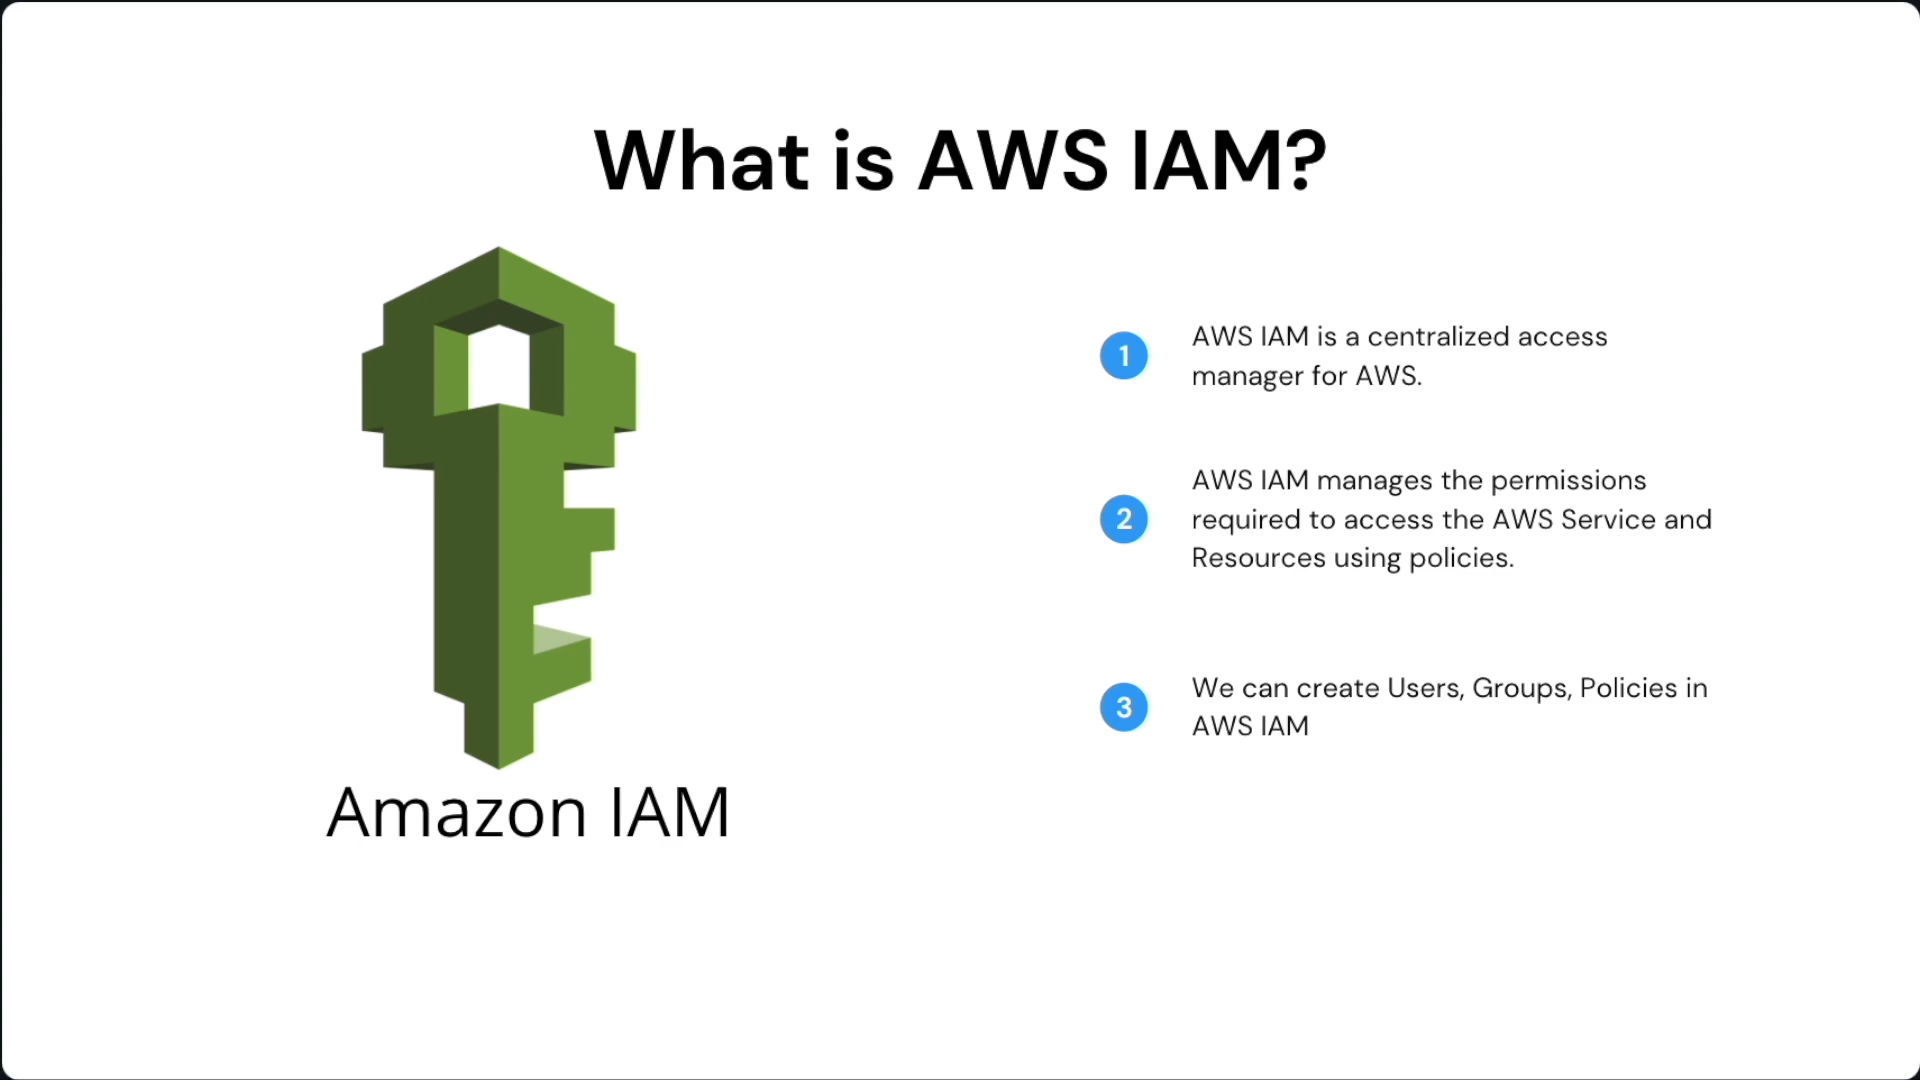 What is AWS IAM?
1
AWS IAM is a centralized access
manager for AWS.
2
AWS IAM manages the permissions
required to access the AWS Service and
Resources using policies.
3
We can create Users, Groups, Policies in
AWS IAM
Amazon IAM